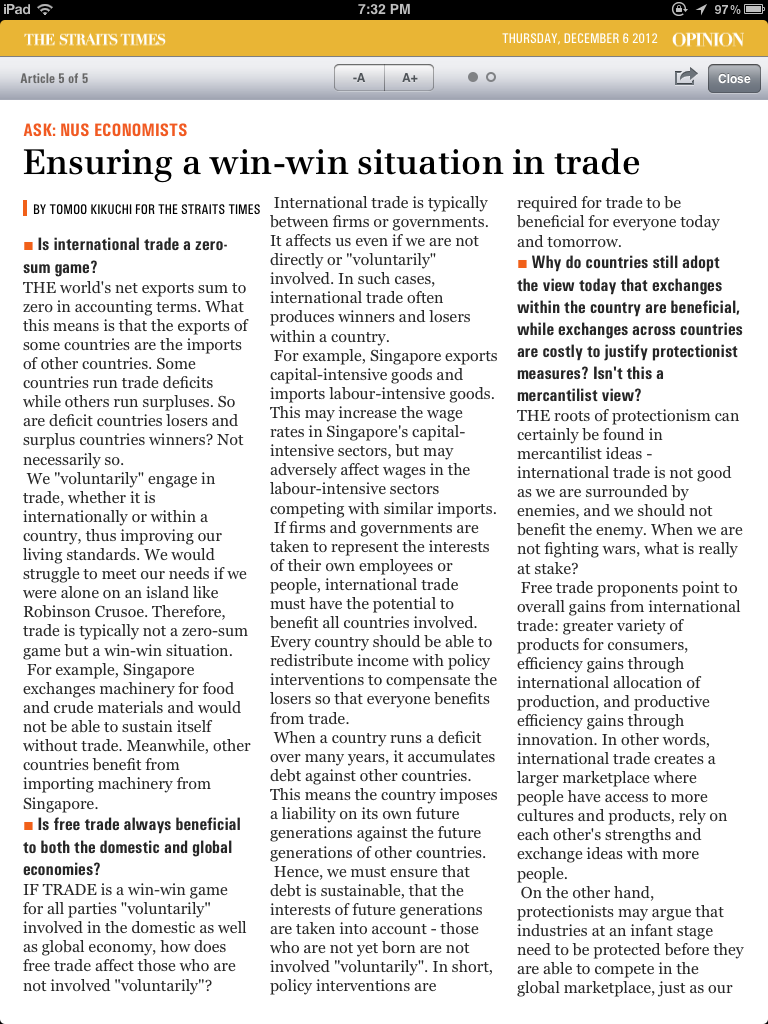 iPad
7:32 PM
97%
THE STRAITS TIMES
THURSDAY, DECEMBER 6 2012 OPINION
Article 5 of 5
-A
A+
Close
ASK: NUS ECONOMISTS
Ensuring a win-win situation in trade
BY TOMOO KIKUCHI FOR THE STRAITS TIMES
Is international trade a zero-
sum game?
THE world's net exports sum to
zero in accounting terms. What
this means is that the exports of
some countries are the imports
of other countries. Some
countries run trade deficits
while others run surpluses. So
are deficit countries losers and
surplus countries winners? Not
necessarily so.
We "voluntarily" engage in
trade, whether it is
internationally or within a
country, thus improving our
living standards. We would
struggle to meet our needs if we
were alone on an island like
Robinson Crusoe. Therefore,
trade is typically not a zero-sum
game but a win-win situation.
For example, Singapore
exchanges machinery for food
and crude materials and would
not be able to sustain itself
without trade. Meanwhile, other
countries benefit from
importing machinery from
Singapore.
Is free trade always beneficial
to both the domestic and global
economies?
IF TRADE is a win-win game
for all parties "voluntarily"
involved in the domestic as well
as global economy, how does
free trade affect those who are
not involved "voluntarily"?
International trade is typically
between firms or governments.
It affects us even if we are not
directly or "voluntarily"
involved. In such cases,
international trade often
produces winners and losers
within a country.
For example, Singapore exports
capital-intensive goods and
imports labour-intensive goods.
This may increase the wage
rates in Singapore's capital-
intensive sectors, but may
adversely affect wages in the
labour-intensive sectors
competing with similar imports.
If firms and governments are
taken to represent the interests
of their own employees or
people, international trade
must have the potential to
benefit all countries involved.
Every country should be able to
redistribute income with policy
interventions to compensate the
losers so that everyone benefits
from trade.
When a country runs a deficit
over many years, it accumulates
debt against other countries.
This means the country imposes
a liability on its own future
generations against the future
generations of other countries.
Hence, we must ensure that
debt is sustainable, that the
interests of future generations
are taken into account - those
who are not yet born are not
involved "voluntarily". In short,
policy interventions are
required for trade to be
beneficial for everyone today
and tomorrow.
Why do countries still adopt
the view today that exchanges
within the country are beneficial,
while exchanges across countries
are costly to justify protectionist
measures? Isn't this a
mercantilist view?
THE roots of protectionism can
certainly be found in
mercantilist ideas -
international trade is not good
as we are surrounded by
enemies, and we should not
benefit the enemy. When we are
not fighting wars, what is really
at stake?
Free trade proponents point to
overall gains from international
trade: greater variety of
products for consumers,
efficiency gains through
international allocation of
production, and productive
efficiency gains through
innovation. In other words,
international trade creates a
larger marketplace where
people have access to more
cultures and products, rely on
each other's strengths and
exchange ideas with more
people.
On the other hand,
protectionists may argue that
industries at an infant stage
need to be protected before they
are able to compete in the
global marketplace, just as our